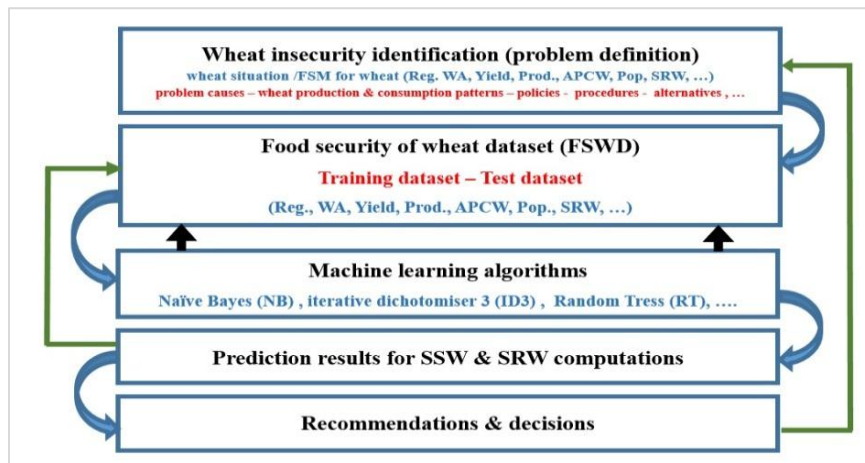 Wheat insecurity identification (problem definition)
wheat situation /FSM for wheat (Reg. WA, Yield, Prod., APCW, Pop, SRW, …)
problem causes – wheat production & consumption patterns – policies - procedures - alternatives , …
Food security of wheat dataset (FSWD)
Training dataset – Test dataset
(Reg., WA, Yield, Prod., APCW, Pop., SRW, …)
Machine learning algorithms
Naïve Bayes (NB) , iterative dichotomiser 3 (ID3) , Random Tress (RT), ….
Prediction results for SSW & SRW computations
Recommendations & decisions